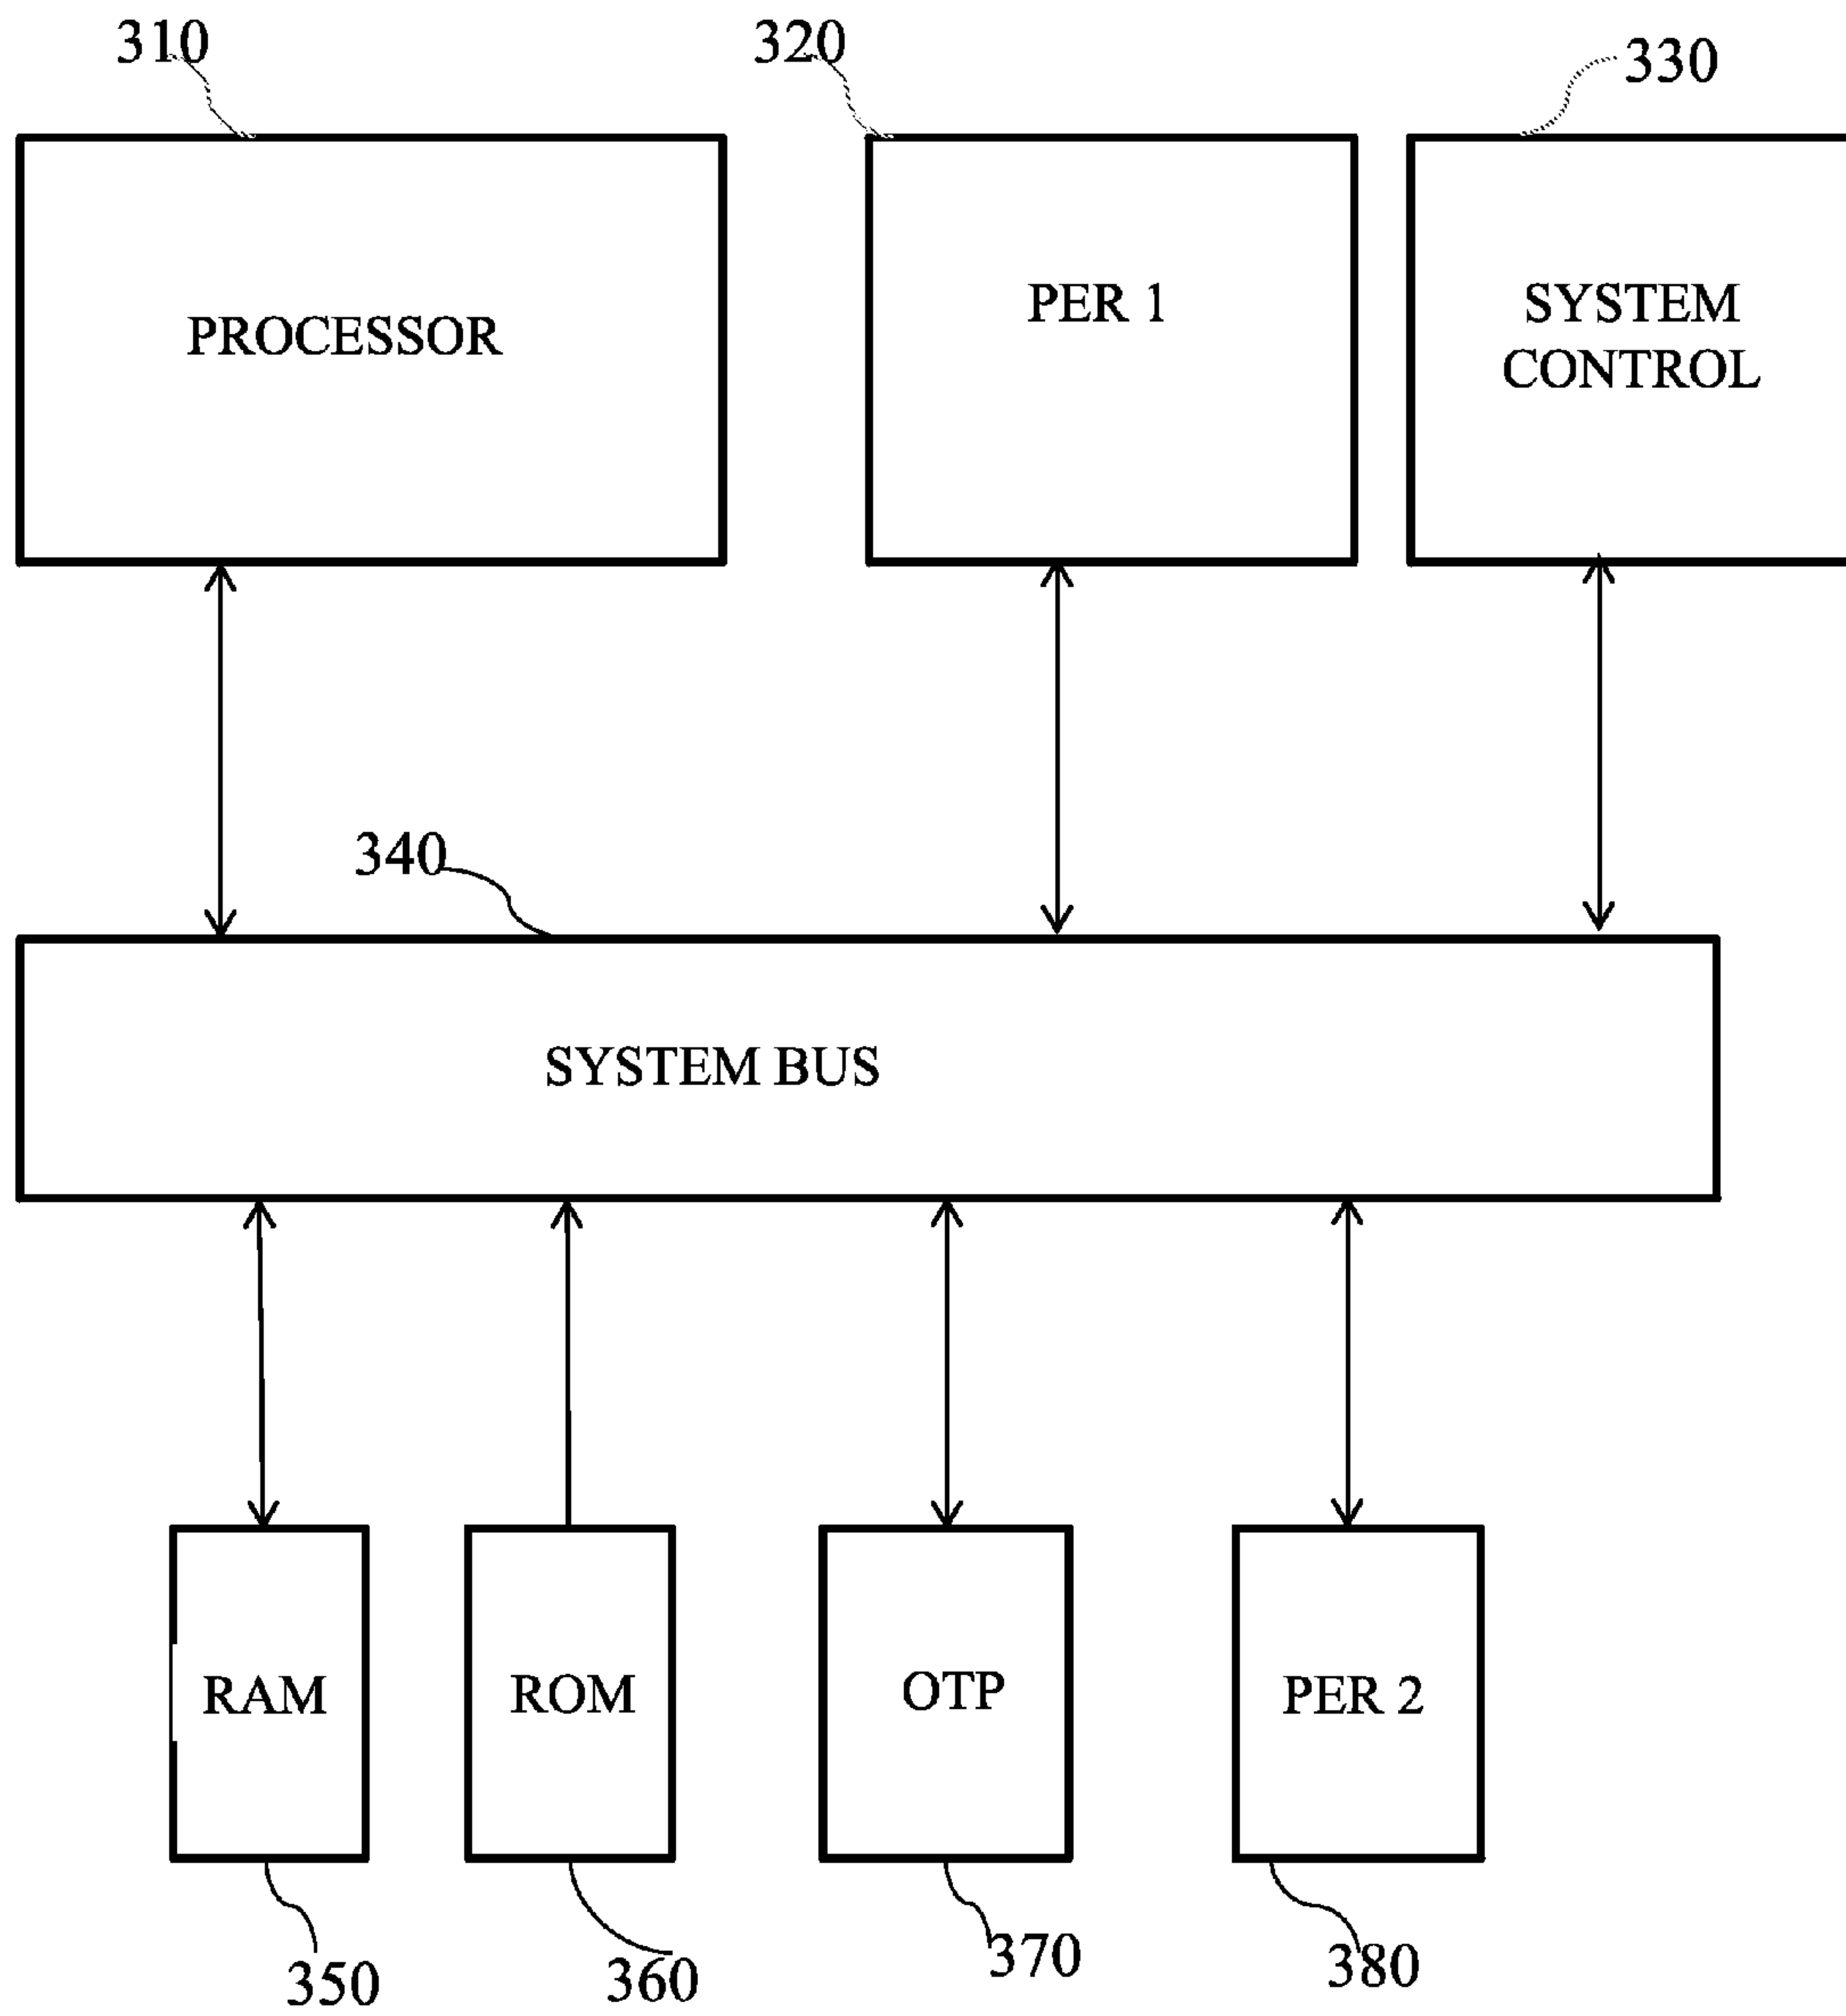 310
320
330
PROCESSOR
PER 1
SYSTEM
CONTROL
340
SYSTEM BUS
RAM
ROM
OTP
PER 2
350
360
370
380